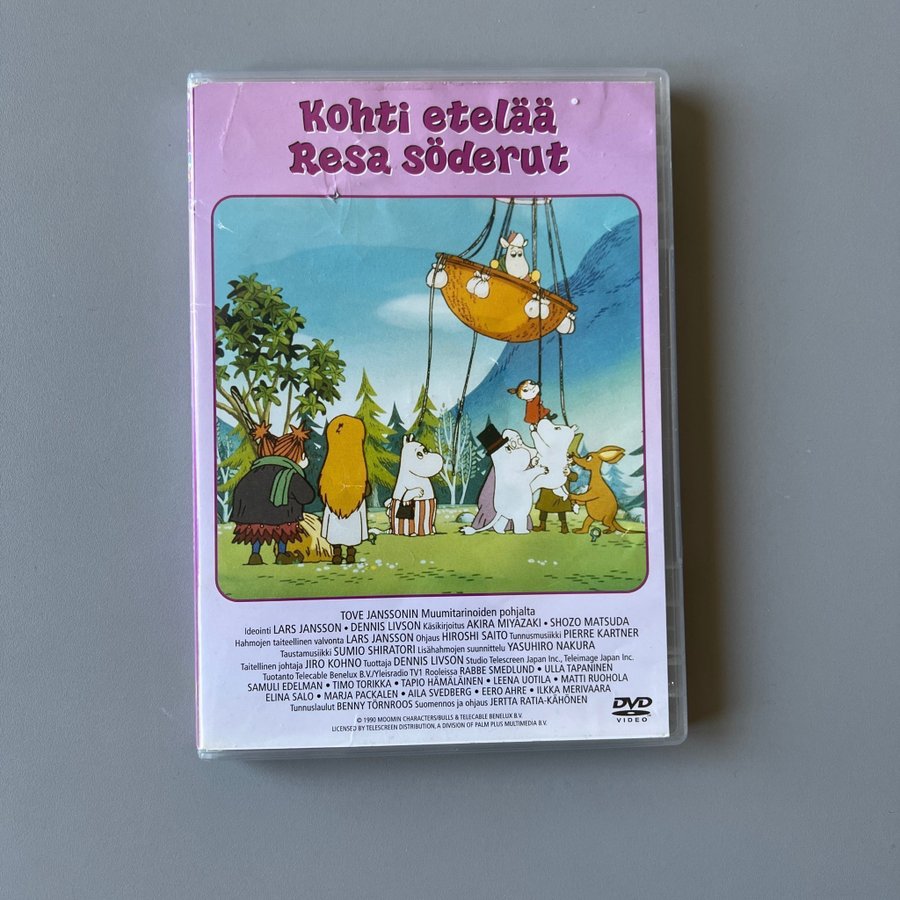 Kohti etelää
Resa söderut
TOVE JANSSONIN Muumitarinoiden pohjalta
Ideointi LARS JANSSON • DENNIS LIVSON Käsikirjoitus AKIRA MIYAZAKI • SHOZO MATSUDA
Hahmojen taiteellinen valvonta LARS JANSSON Ohjaus HIROSHI SAITO Tunnusmusiikki PIERRE KARTNER
Taustamusiikki SUMIO SHIRATORI Lisähahmojen suunnittelu YASUHIRO NAKURA
Taitellinen johtaja JIRO KOHNO Tuottaja DENNIS LIVSON Studio Telescreen Japan Inc., Teleimage Japan Inc.
Tuotanto Telecable Benelux B.V./Yleisradio TV1 Rooleissa RABBE SMEDLUND • ULLA TAPANINEN
SAMULI EDELMAN • TIMO TORIKKA • TAPIO HÄMÄLÄINEN • LEENA UOTILA • MATTI RUOHOLA
ELINA SALO • MARJA PACKALEN • AILA SVEDBERG • EERO AHRE • ILKKA MERIVAARA
Tunnuslaulut BENNY TÖRNROOS Suomennos ja ohjaus JERTTA RATIA-KÄHÖNEN
© 1990 MOOMIN CHARACTERS/BULLS & TELECABLE BENELUX B.V.
LICENSED BY TELESCREEN DISTRIBUTION, A DIVISION OF PALM PLUS MULTIMEDIA B.V.
DVD
VIDEO